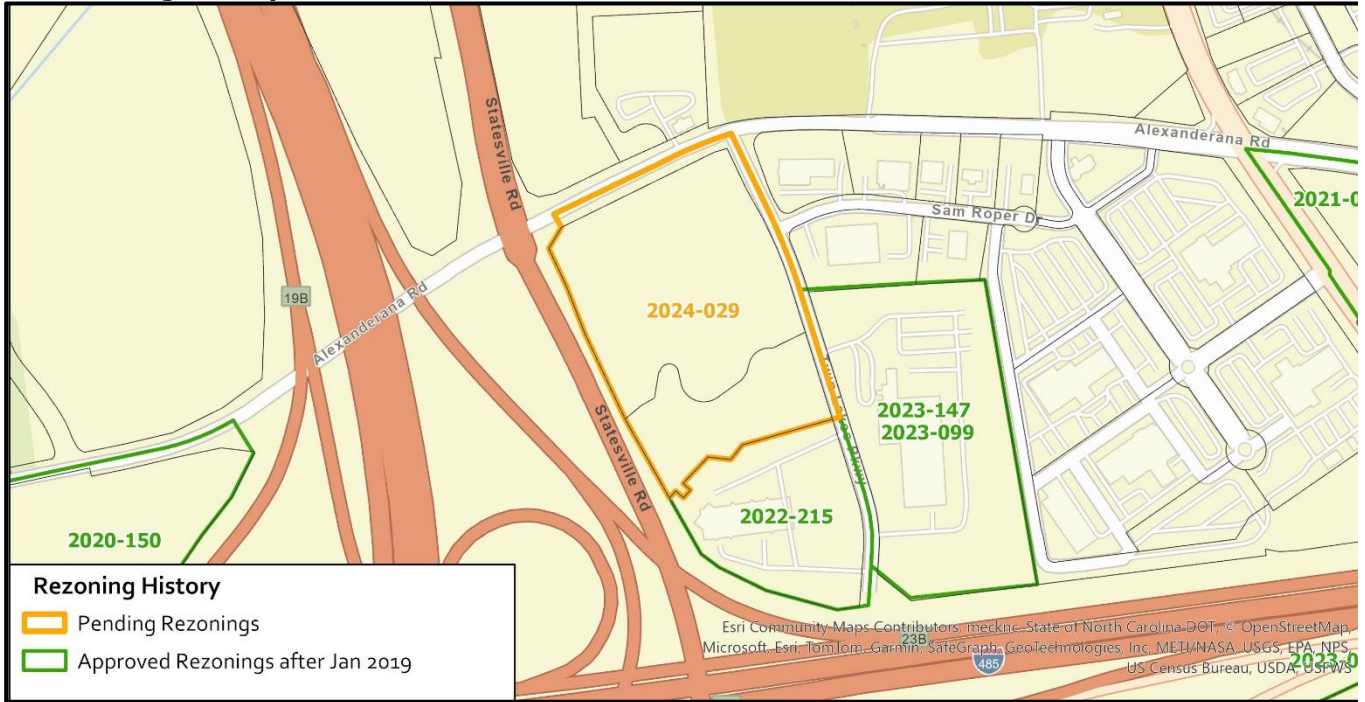 Statesville Rd
Alexanderana Rd
2021-0
Sam Roper Dr
19B
2024-029
Alexanderana Rd
2023-147
2023-099
Statesville Rd
Pkwy
2022-215
2020-150
Rezoning History
Pending Rezonings
Approved Rezonings after Jan 2019
Esri Community Maps Contributors, mecknc, State of North Carolina DOT, © OpenStreetMap,
23B
Microsoft, Esri, TomTom, Garmin, SafeGraph, GeoTechnologies, Inc, METI/NASA, USGS, EPA, NPS,
485
US Census Bureau, USDA, USFWS
2023-0